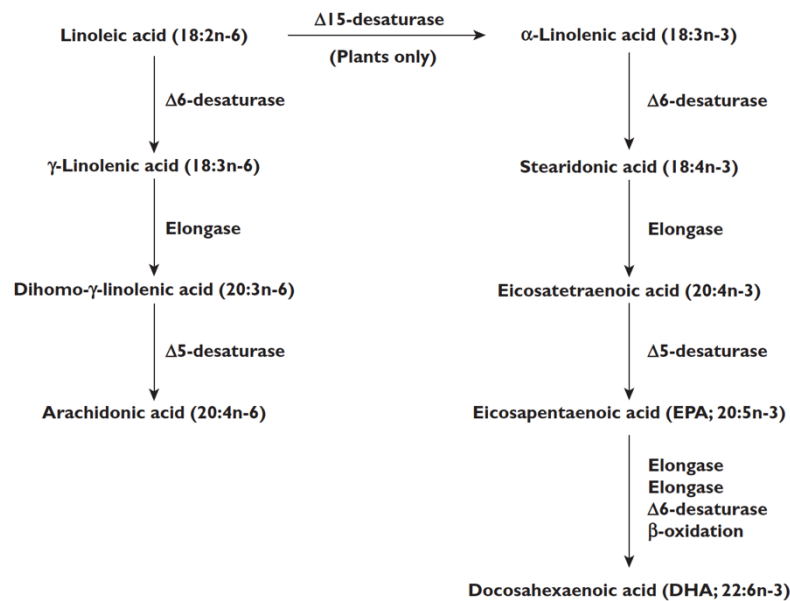 Linoleic acid (18:2n-6)
Δ15-desaturase
(Plants only)
α-Linolenic acid (18:3n-3)
Δ6-desaturase
Δ6-desaturase
γ-Linolenic acid (18:3n-6)
Stearidonic acid (18:4n-3)
Elongase
Elongase
Dihomo-γ-linolenic acid (20:3n-6)
Eicosatetraenoic acid (20:4n-3)
Δ5-desaturase
Δ5-desaturase
Arachidonic acid (20:4n-6)
Eicosapentaenoic acid (EPA; 20:5n-3)
Elongase
Elongase
Δ6-desaturase
β-oxidation
Docosahexaenoic acid (DHA; 22:6n-3)